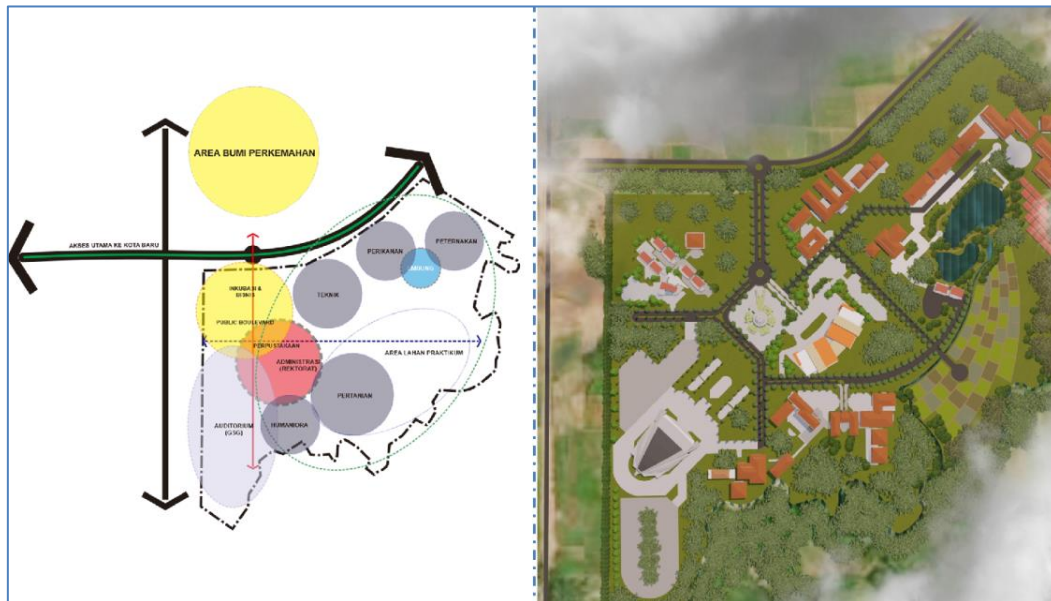 AREA BUMI PERKEMAHAN
AKSES UTAMA KE KOTA BARU
PETERNAKAN
PERIKANAN
TEKNIK
INKUBASI &
BISNIS
PUBLIC BOULEVARD
PERPUSTAKAAN
ADMINISTRASI
(REKTORAT)
AREA LAHAN PRAKTIKUM
PERTANIAN
HUMANIORA
AUDITORIUM